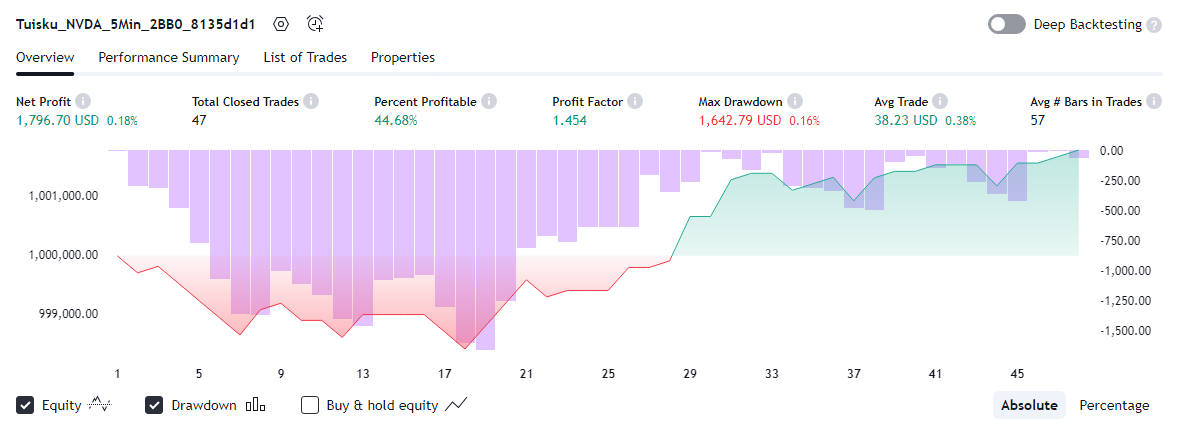 Tuisku_NVDA_5Min_2BB0_8135d1d1 Deep Backtesting ?
Overview Performance Summary List of Trades Properties
Net Profit i Total Closed Trades i Percent Profitable i Profit Factor i Max Drawdown i Avg Trade i Avg # Bars in Trades i
1,796.70 USD 0.18% 47 44.68% 1.454 1,642.79 USD 0.16% 38.23 USD 0.38% 57
0.00
1,001,000.00 -250.00
-500.00
1,000,000.00 -750.00
-1,000.00
999,000.00 -1,250.00
-1,500.00
1 5 9 13 17 21 25 29 33 37 41 45
Equity Drawdown Buy & hold equity Absolute Percentage